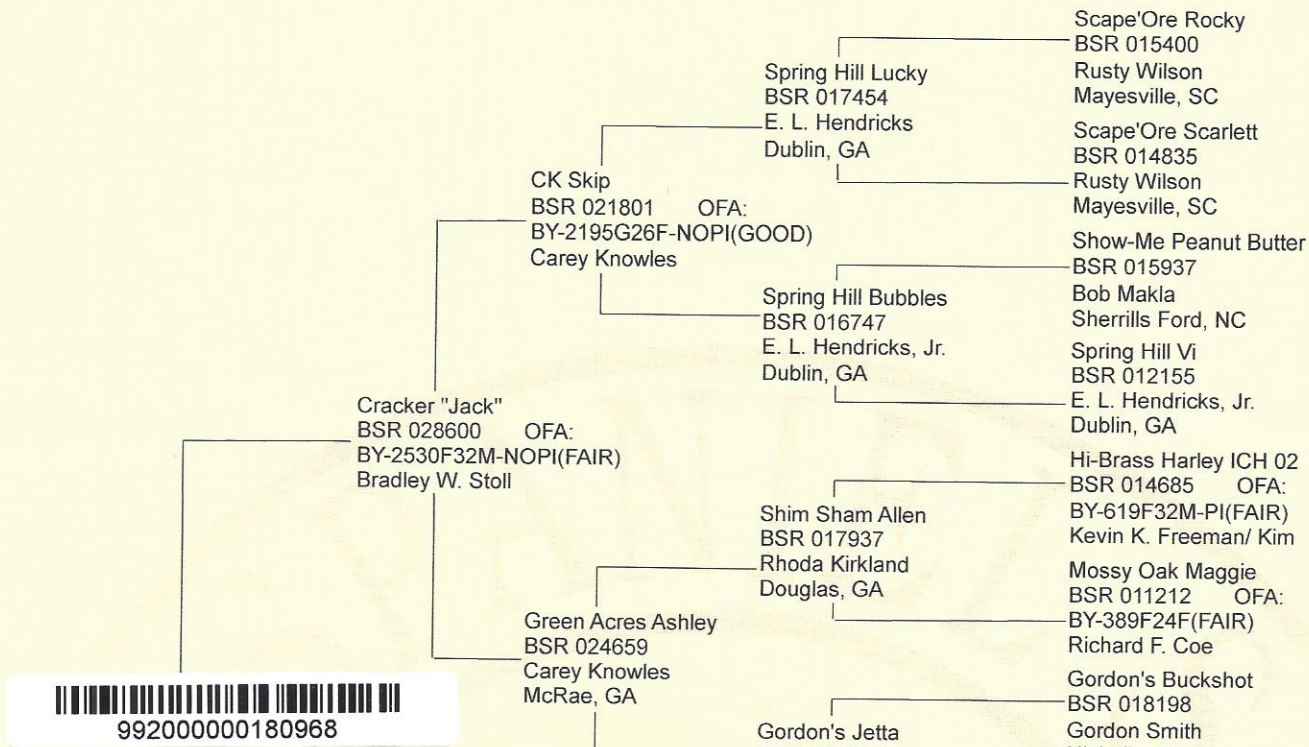 Scape'Ore Rocky
BSR 015400
Rusty Wilson
Mayesville, SC
Spring Hill Lucky
BSR 017454
E. L. Hendricks
Dublin, GA
Scape'Ore Scarlett
BSR 014835
Rusty Wilson
Mayesville, SC
CK Skip
BSR 021801 OFA:
BY-2195G26F-NOPI(GOOD)
Carey Knowles
Show-Me Peanut Butter
BSR 015937
Bob Makla
Sherrills Ford, NC
Spring Hill Bubbles
BSR 016747
E. L. Hendricks, Jr.
Dublin, GA
Spring Hill Vi
BSR 012155
E. L. Hendricks, Jr.
Dublin, GA
Cracker "Jack"
BSR 028600 OFA:
BY-2530F32M-NOPI(FAIR)
Bradley W. Stoll
Hi-Brass Harley ICH 02
BSR 014685 OFA:
BY-619F32M-PI(FAIR)
Kevin K. Freeman/ Kim
Shim Sham Allen
BSR 017937
Rhoda Kirkland
Douglas, GA
Mossy Oak Maggie
BSR 011212 OFA:
BY-389F24F(FAIR)
Richard F. Coe
Green Acres Ashley
BSR 024659
Carey Knowles
McRae, GA
Gordon's Buckshot
BSR 018198
Gordon Smith
Gordon's Jetta
992000000180968
SPANIEL